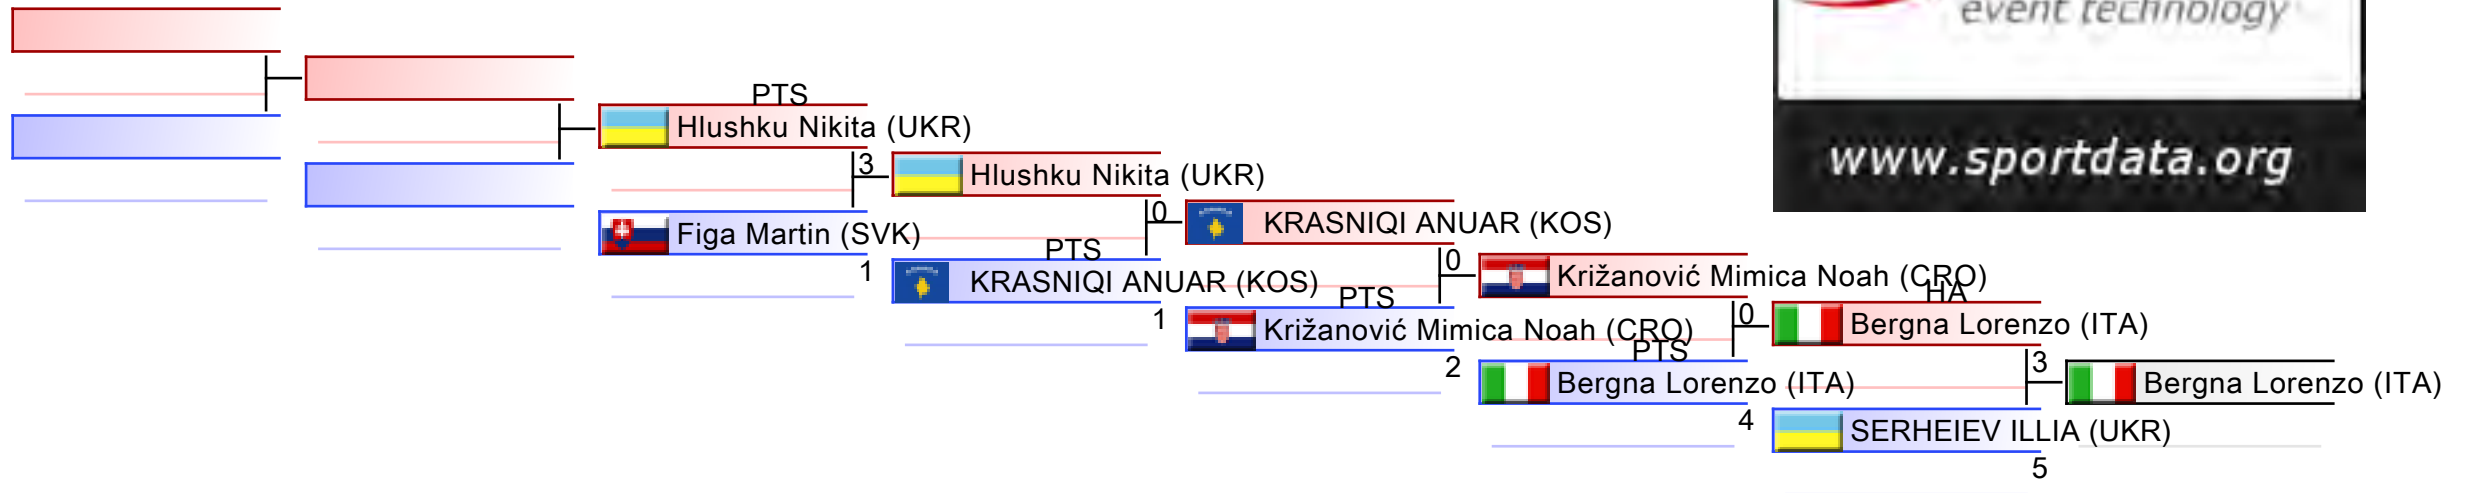 event technology
www.sportdata.org
PTS
Hlushku Nikita (UKR)
3
Hlushku Nikita (UKR)
Figa Martin (SVK)
1
0
KRASNIQI ANUAR (KOS)
PTS
KRASNIQI ANUAR (KOS)
1
0
Križanović Mimica Noah (CRO)
PTS
Križanović Mimica Noah (CRO)
2
0
HA
Bergna Lorenzo (ITA)
PTS
Bergna Lorenzo (ITA)
4
3
Bergna Lorenzo (ITA)
SERHEIEV ILLIA (UKR)
5